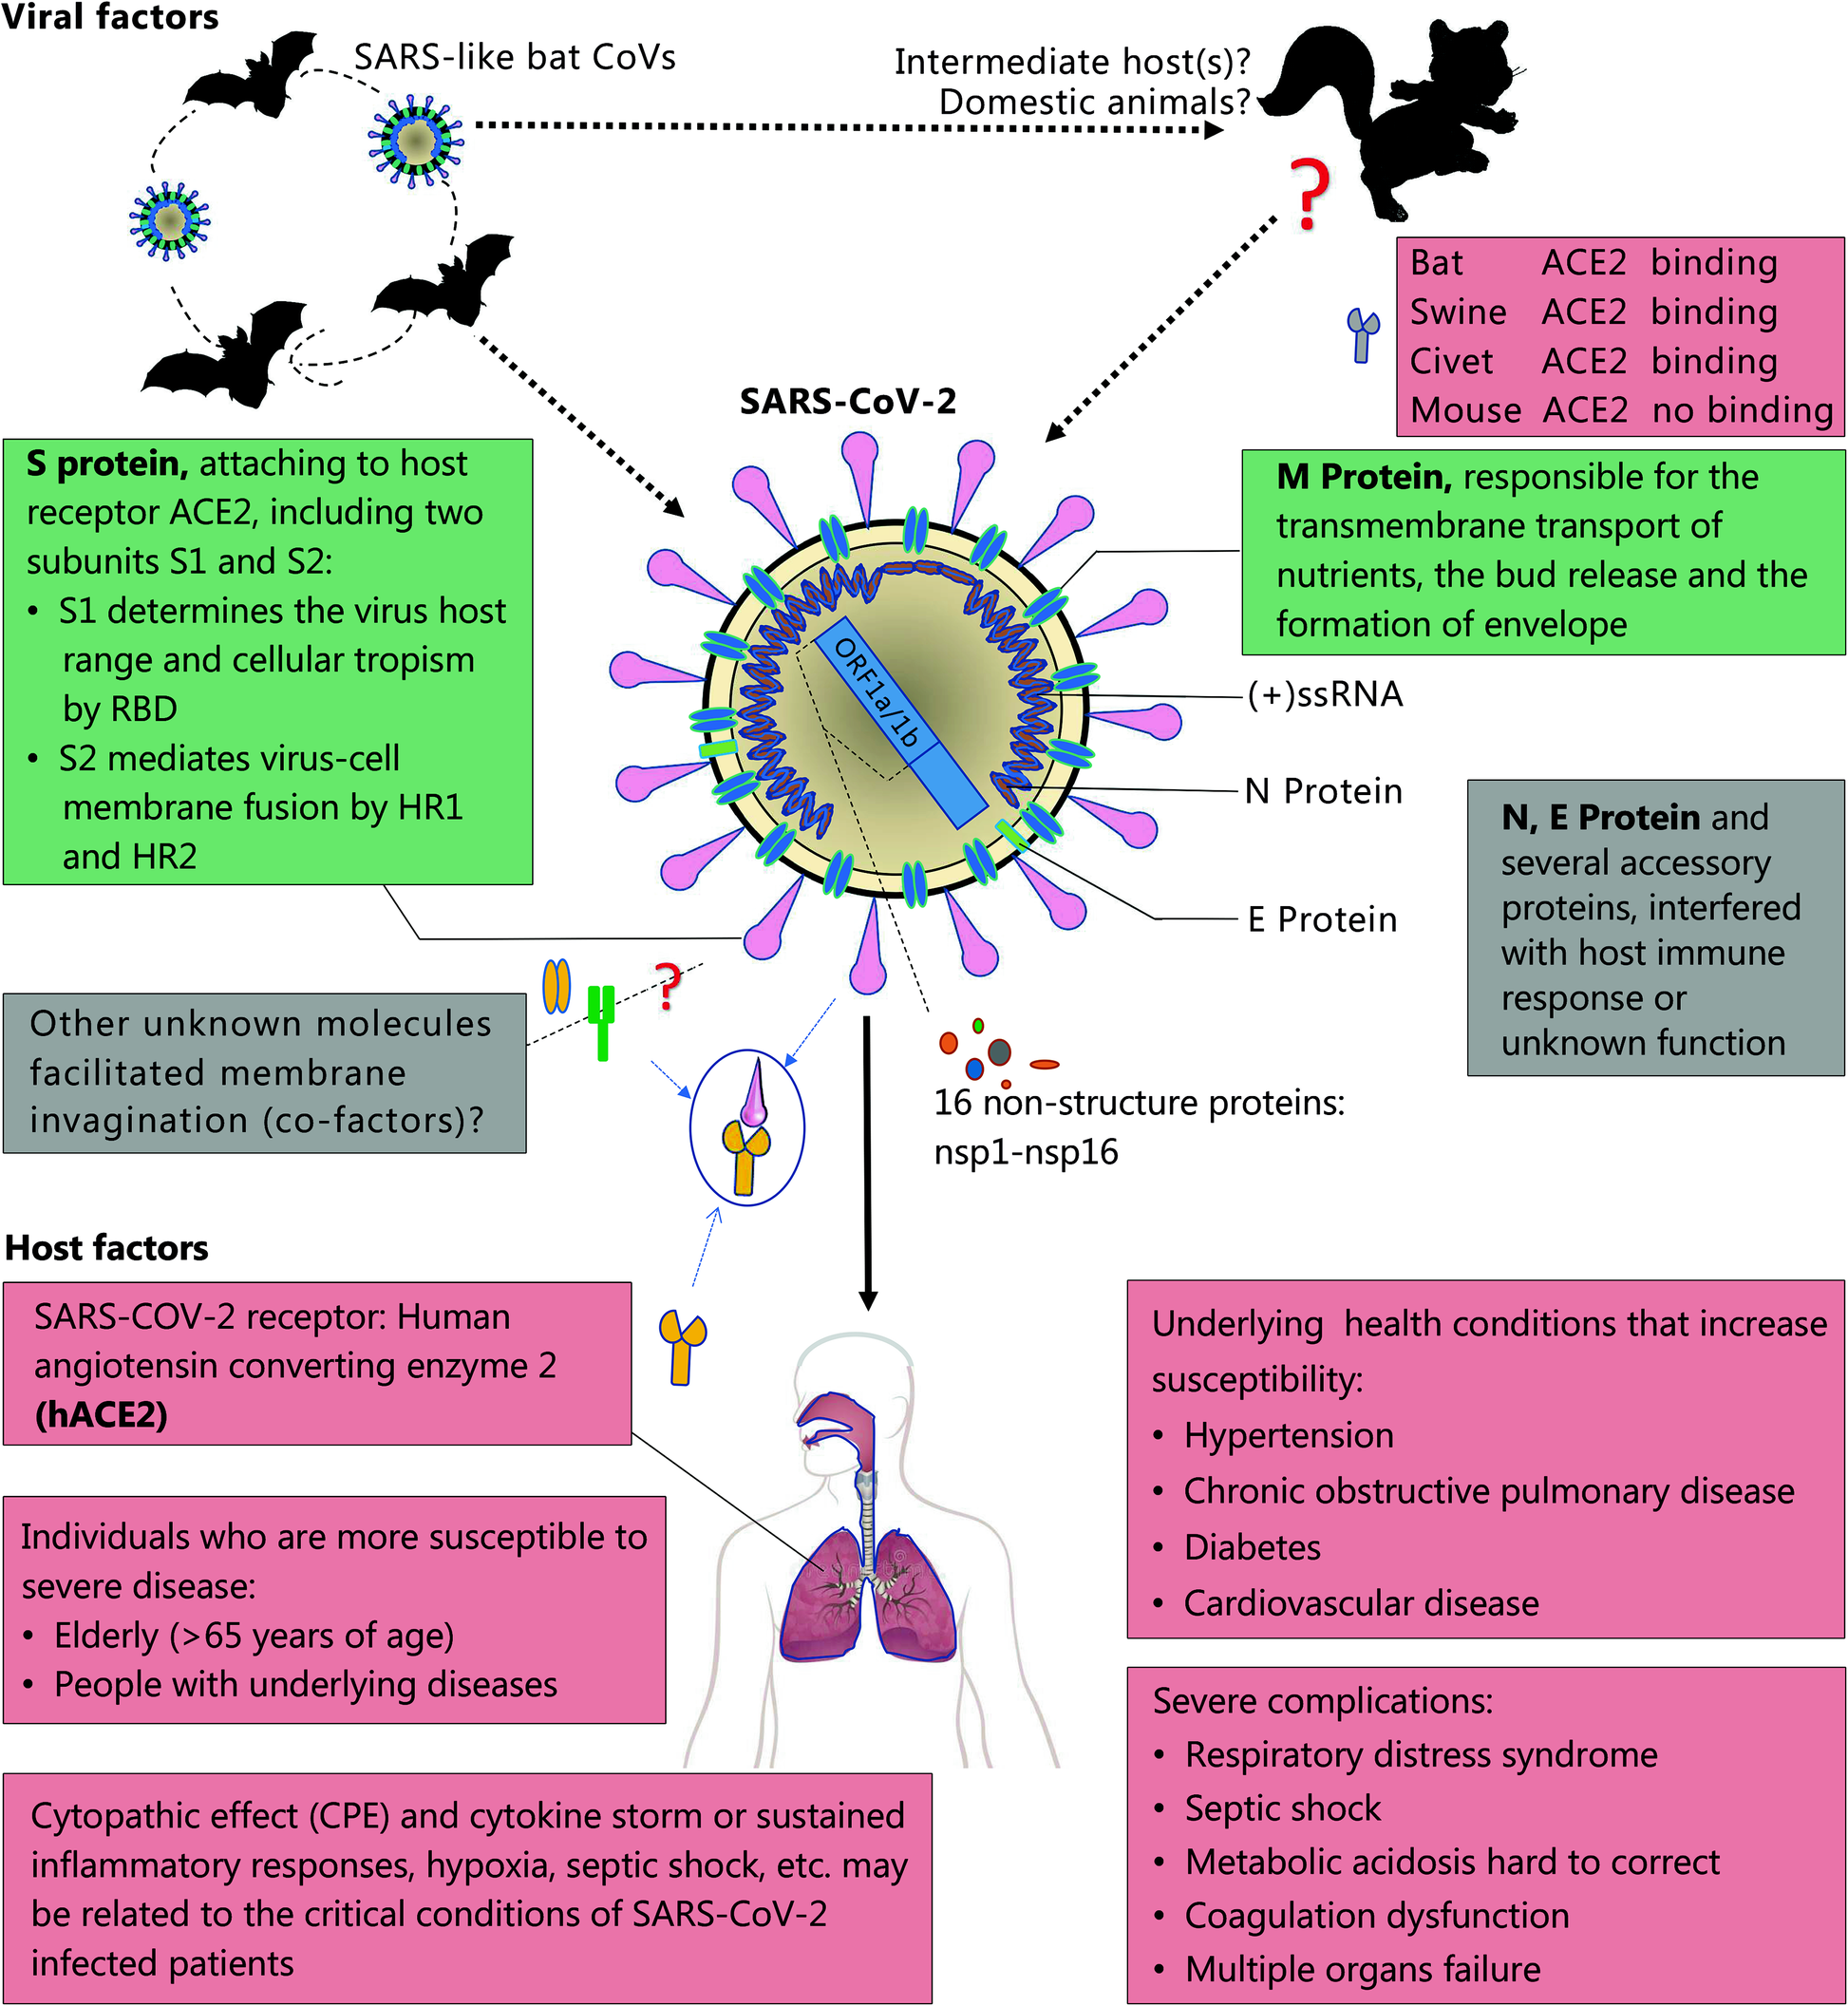 Viral factors
SARS-like bat CoVs
Intermediate host(s)?
Domestic animals?
?
Bat ACE2 binding
Swine ACE2 binding
Civet ACE2 binding
Mouse ACE2 no binding
SARS-CoV-2
S protein, attaching to host
receptor ACE2, including two
subunits S1 and S2:
• S1 determines the virus host
range and cellular tropism
by RBD
• S2 mediates virus-cell
membrane fusion by HR1
and HR2
M Protein, responsible for the
transmembrane transport of
nutrients, the bud release and the
formation of envelope
ORF1a/1b
(+)ssRNA
N Protein
E Protein
N, E Protein and
several accessory
proteins, interfered
with host immune
response or
unknown function
?
Other unknown molecules
facilitated membrane
invagination (co-factors)?
16 non-structure proteins:
nsp1-nsp16
Host factors
SARS-COV-2 receptor: Human
angiotensin converting enzyme 2
(hACE2)
Individuals who are more susceptible to
severe disease:
• Elderly (>65 years of age)
• People with underlying diseases
Cytopathic effect (CPE) and cytokine storm or sustained
inflammatory responses, hypoxia, septic shock, etc. may
be related to the critical conditions of SARS-CoV-2
infected patients
Underlying health conditions that increase
susceptibility:
• Hypertension
• Chronic obstructive pulmonary disease
• Diabetes
• Cardiovascular disease
Severe complications:
• Respiratory distress syndrome
• Septic shock
• Metabolic acidosis hard to correct
• Coagulation dysfunction
• Multiple organs failure